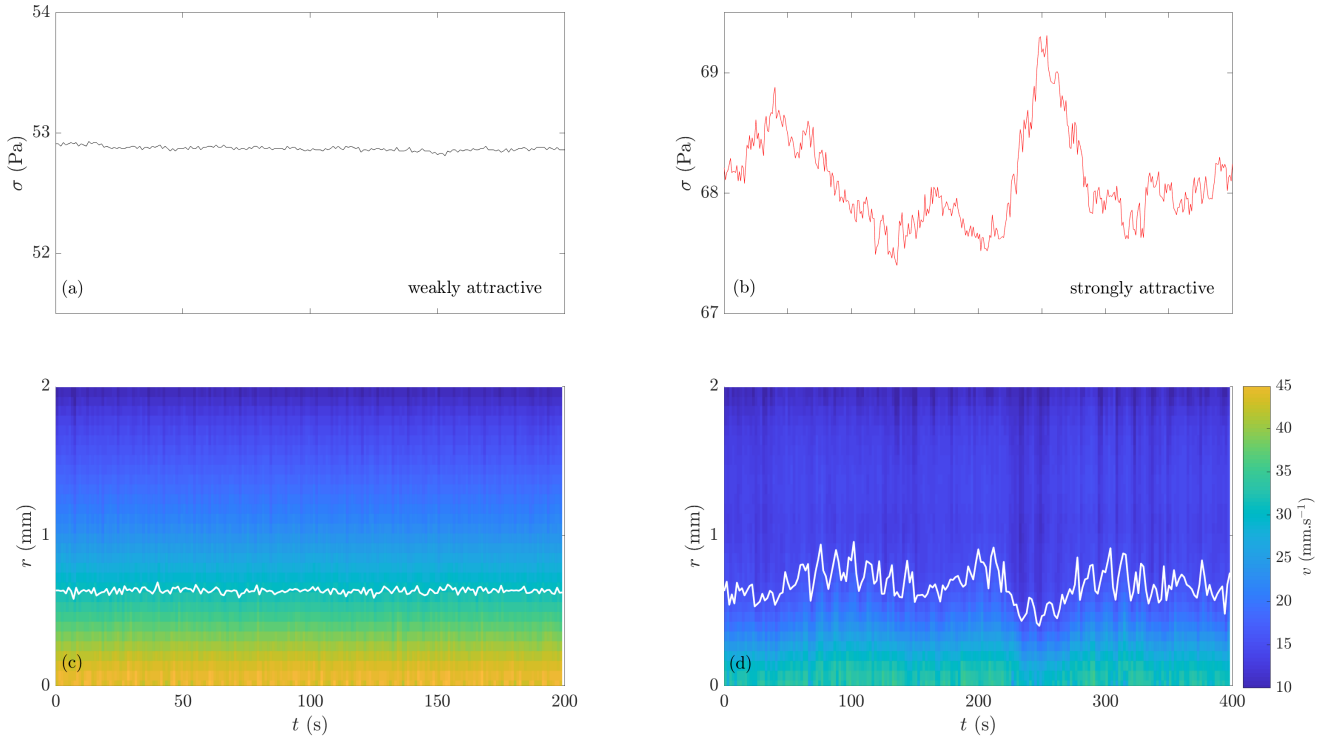 54
53
52
σ (Pa)
(a)
weakly attractive
69
68
67
σ (Pa)
(b)
strongly attractive
2
1
0
r (mm)
(c)
0 50 100 150 200
t (s)
2
1
0
r (mm)
(d)
0 100 200 300 400
t (s)
45
40
35
30
25
20
15
10
v (mm.s⁻¹)